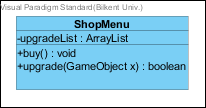 Visual Paradigm Standard(Bilkent Univ.)
ShopMenu
-upgradeList : ArrayList
+buy() : void
+upgrade(GameObject x) : boolean